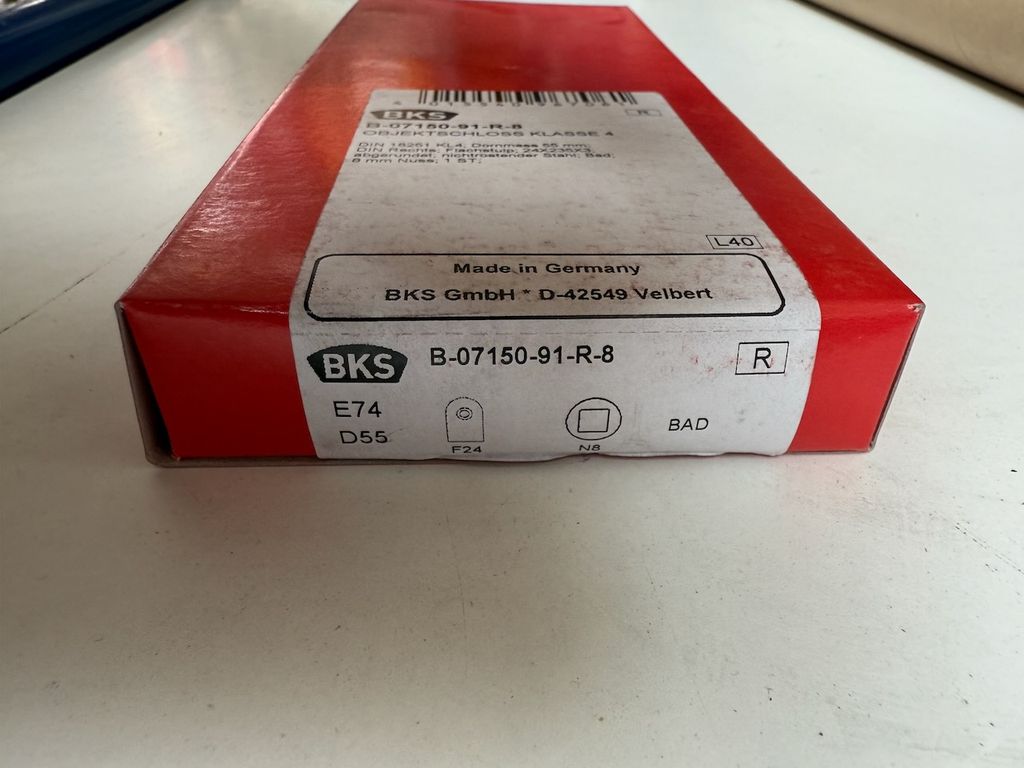 BKS
R
B-07150-91-R-8
OBJEKTSCHLOSS KLASSE 4
DIN 18251 KL4; Dornmass 55 mm;
DIN Rechts; Flachstulp; 24X235X3,
abgerundet; nichtrostender Stahl; Bad;
8 mm Nuss; 1 ST;
L40
Made in Germany
BKS GmbH * D-42549 Velbert
BKS B-07150-91-R-8 R
E74
D55
BAD
F24 N8